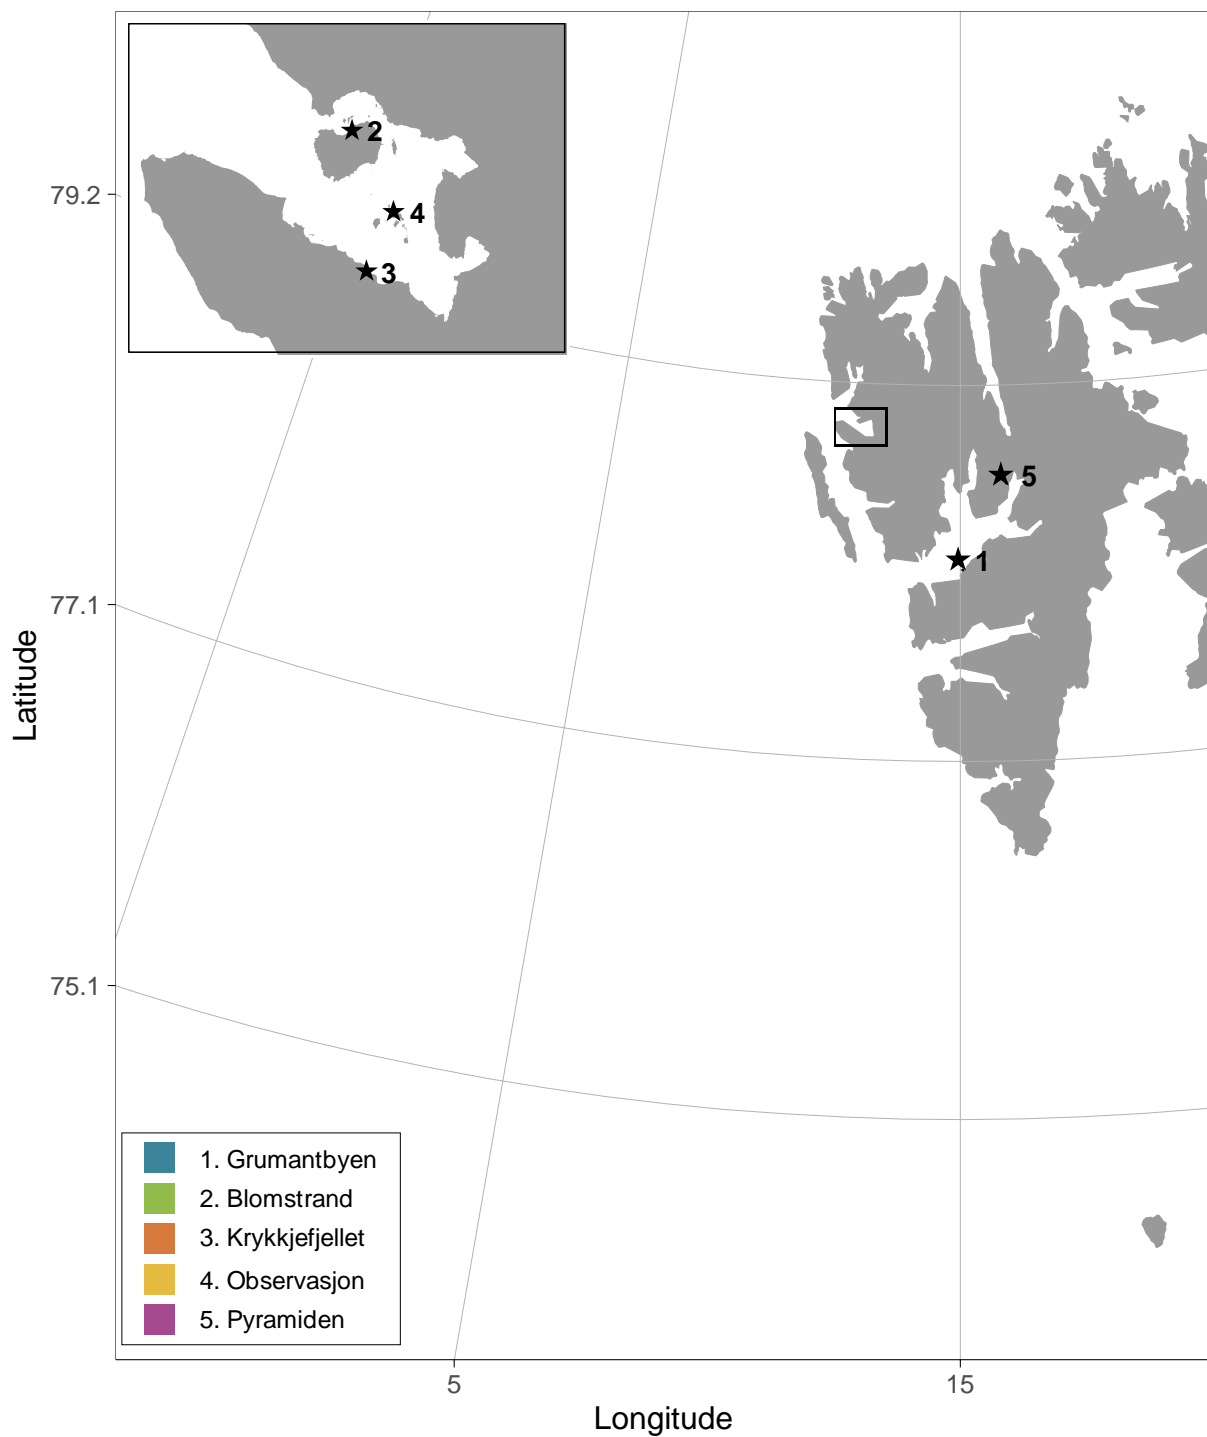 2
4
3
79.2
5
1
77.1
Latitude
75.1
1. Grumantbyen
2. Blomstrand
3. Krykkjefjellet
4. Observasjon
5. Pyramiden
5
15
Longitude